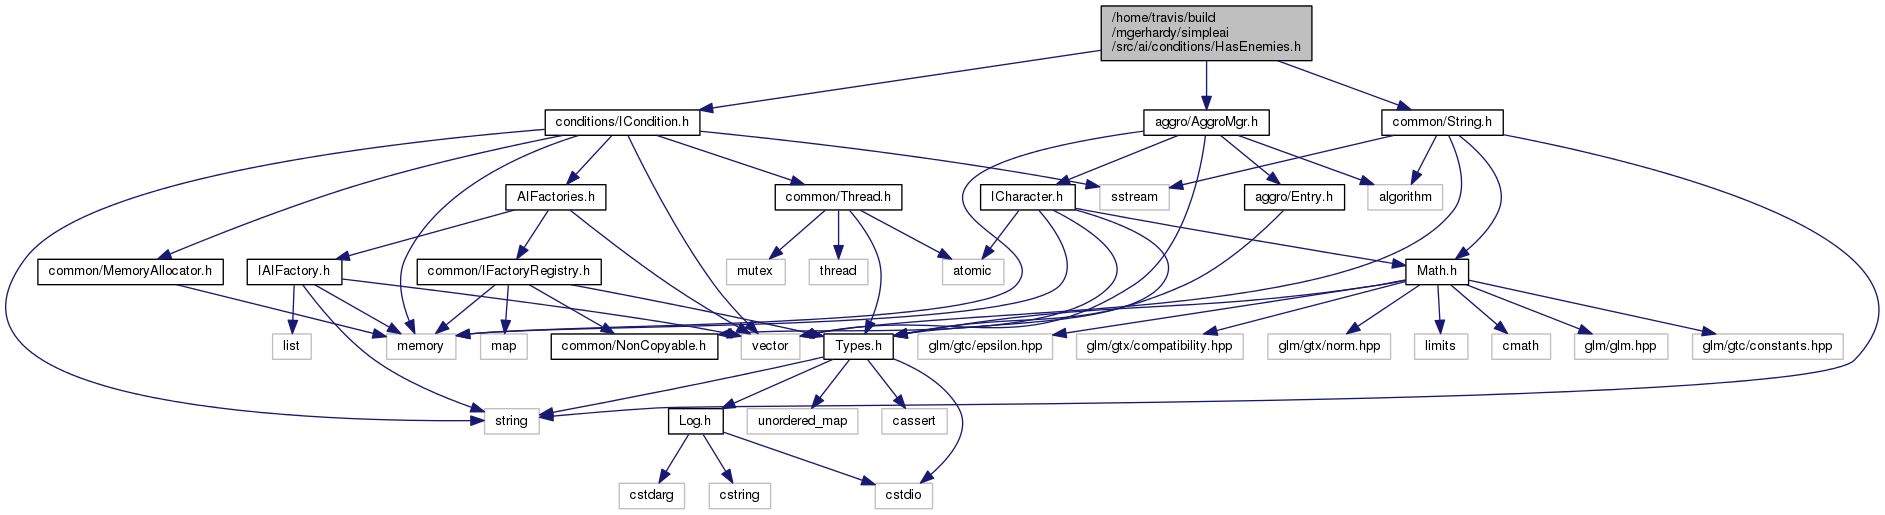 /home/travis/build
/mgerhardy/simpleai
/src/ai/conditions/HasEnemies.h
conditions/ICondition.h
aggro/AggroMgr.h
common/String.h
AIFactories.h
common/Thread.h
ICharacter.h
sstream
aggro/Entry.h
algorithm
common/MemoryAllocator.h
IAIFactory.h
common/IFactoryRegistry.h
mutex
thread
atomic
Math.h
list
memory
map
common/NonCopyable.h
vector
Types.h
glm/gtc/epsilon.hpp
glm/gtx/compatibility.hpp
glm/gtx/norm.hpp
limits
cmath
glm/glm.hpp
glm/gtc/constants.hpp
string
Log.h
unordered_map
cassert
cstdarg
cstring
cstdio